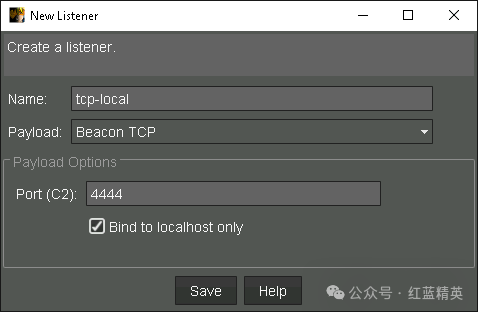 New Listener
Create a listener.
Name: tcp-local
Payload: Beacon TCP
Payload Options
Port (C2): 4444
Bind to localhost only
Save Help
公众号 · 红蓝精英